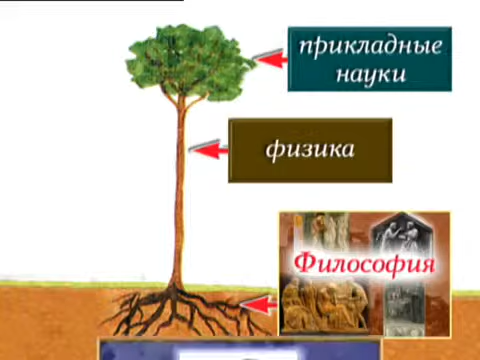 прикладные
науки
физика
Философия